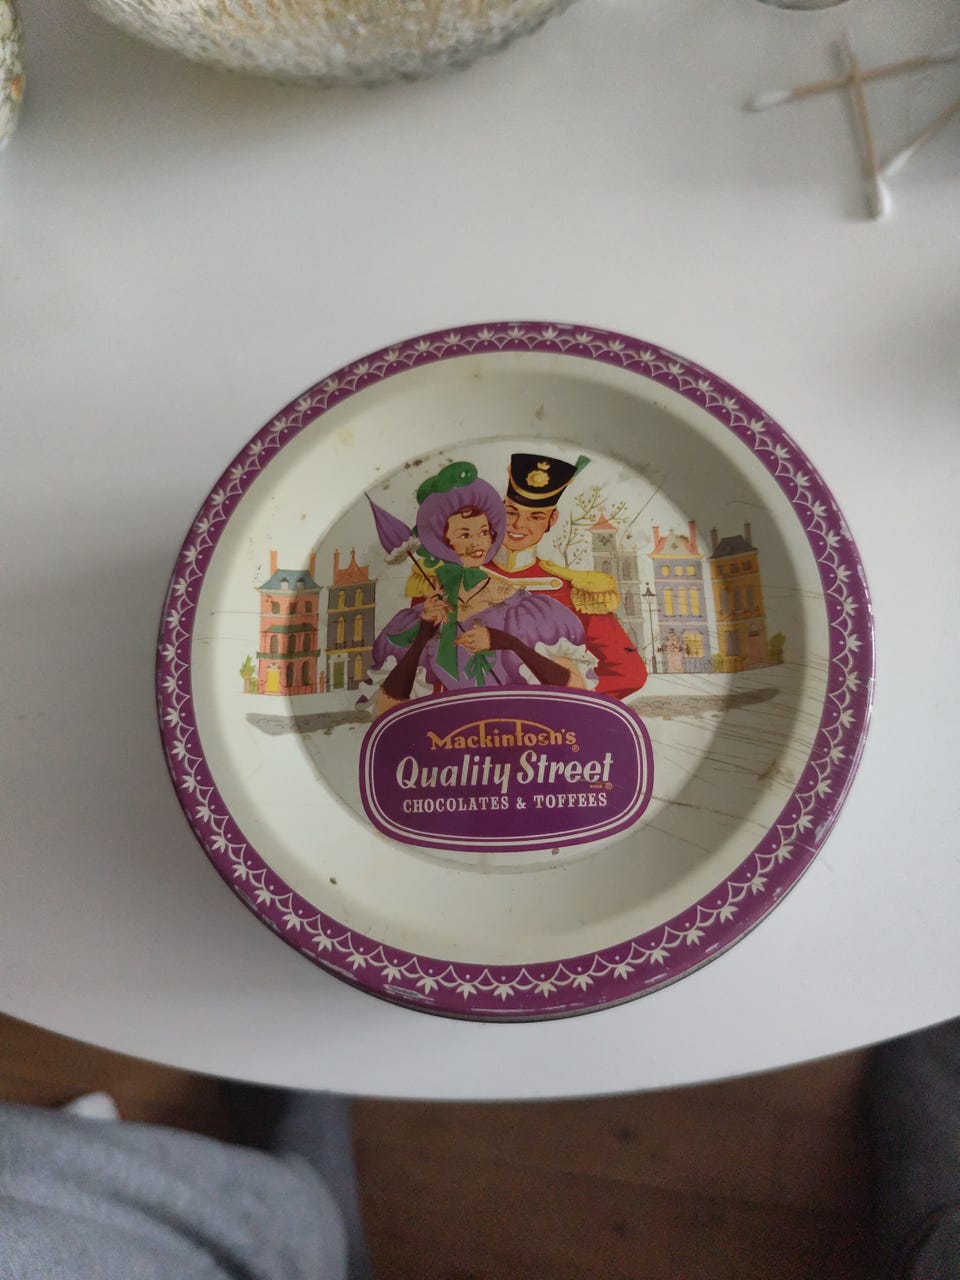 Mackintosh's ®
Quality Street ®
CHOCOLATES & TOFFEES